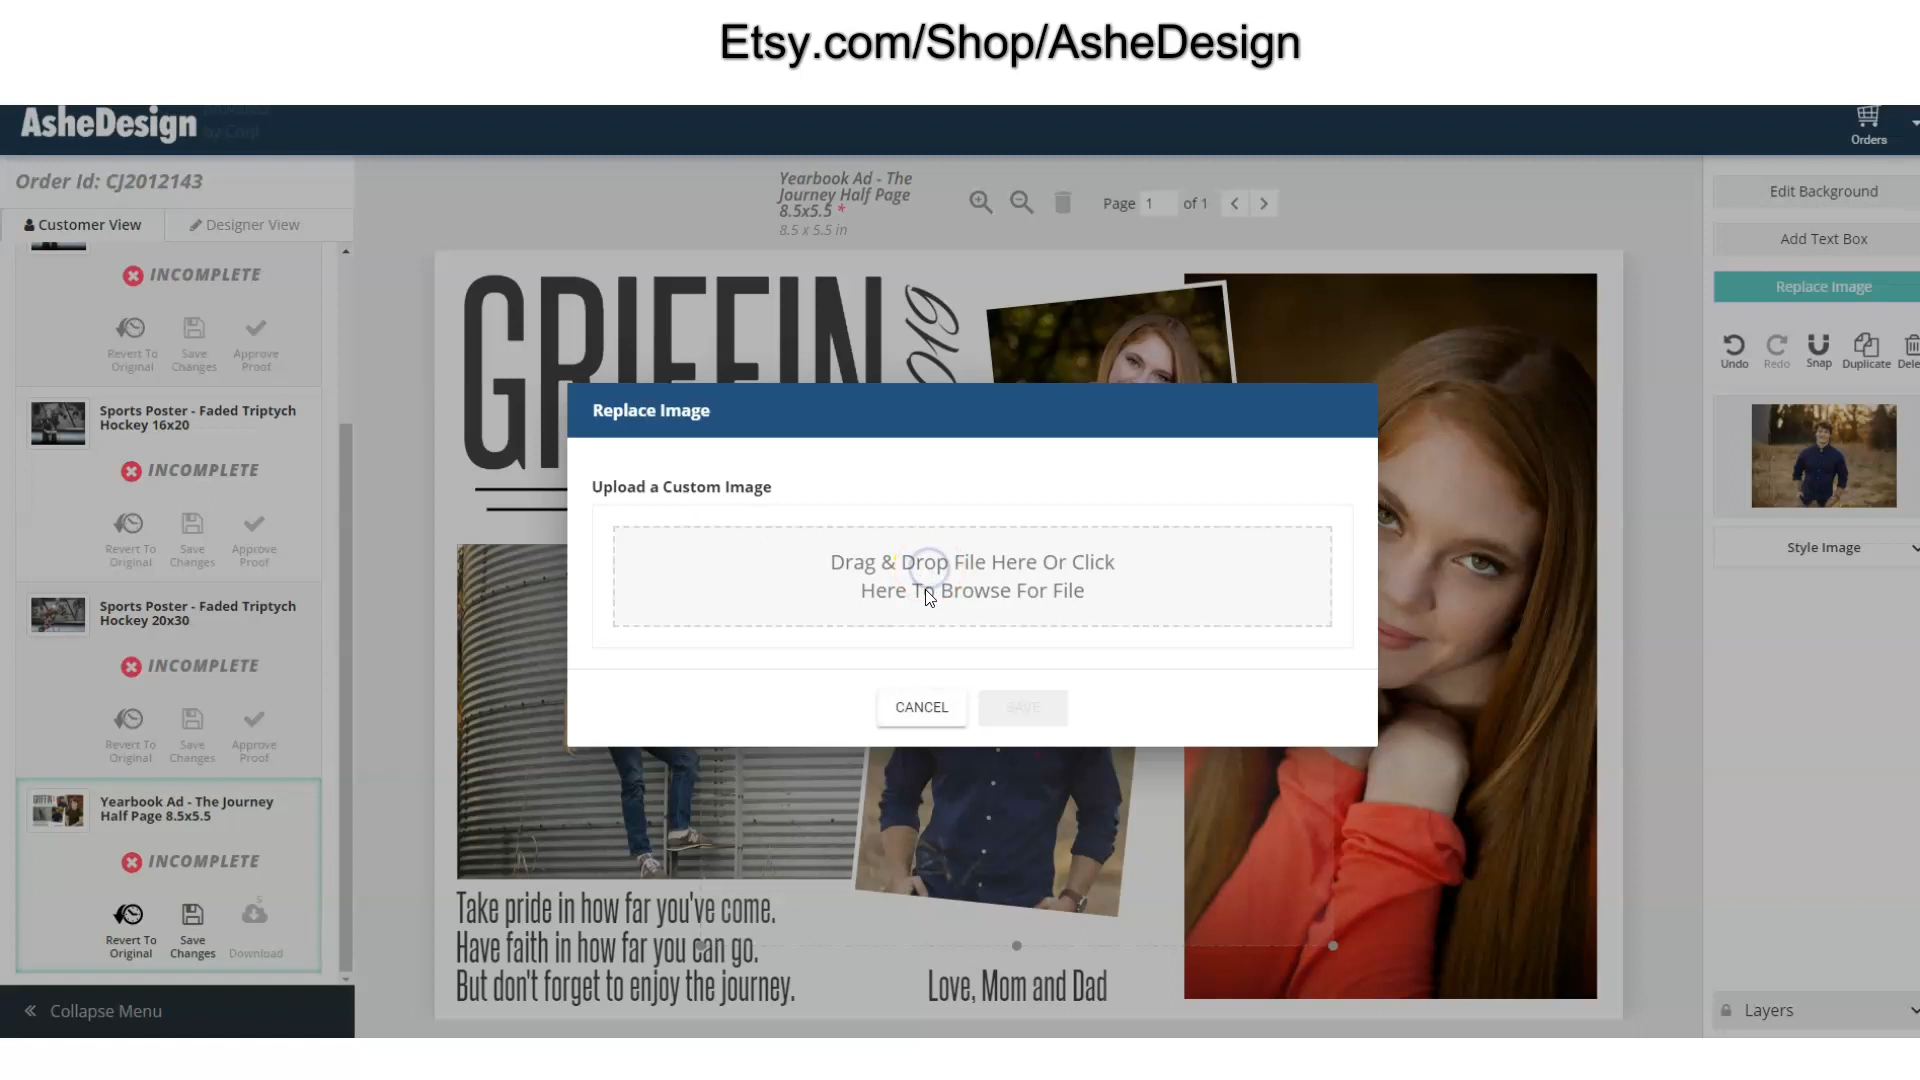 Etsy.com/Shop/AsheDesign
AsheDesign
by Corjl
Orders
Order Id: CJ2012143
Customer View
Designer View
INCOMPLETE
Revert To
Original
Save
Changes
Approve
Proof
Sports Poster - Faded Triptych
Hockey 16x20
INCOMPLETE
Revert To
Original
Save
Changes
Approve
Proof
Sports Poster - Faded Triptych
Hockey 20x30
INCOMPLETE
Revert To
Original
Save
Changes
Approve
Proof
Yearbook Ad - The Journey
Half Page 8.5x5.5
INCOMPLETE
Revert To
Original
Save
Changes
5
Download
« Collapse Menu
Yearbook Ad - The
Journey Half Page
8.5x5.5 *
8.5 x 5.5 in
Page 1 of 1
GRIFFIN
2019
Replace Image
Upload a Custom Image
Drag & Drop File Here Or Click
Here To Browse For File
CANCEL
SAVE
Take pride in how far you've come.
Have faith in how far you can go.
But don't forget to enjoy the journey.
Love, Mom and Dad
Edit Background
Add Text Box
Replace Image
Undo
Redo
Snap
Duplicate
Dele
Style Image
Layers